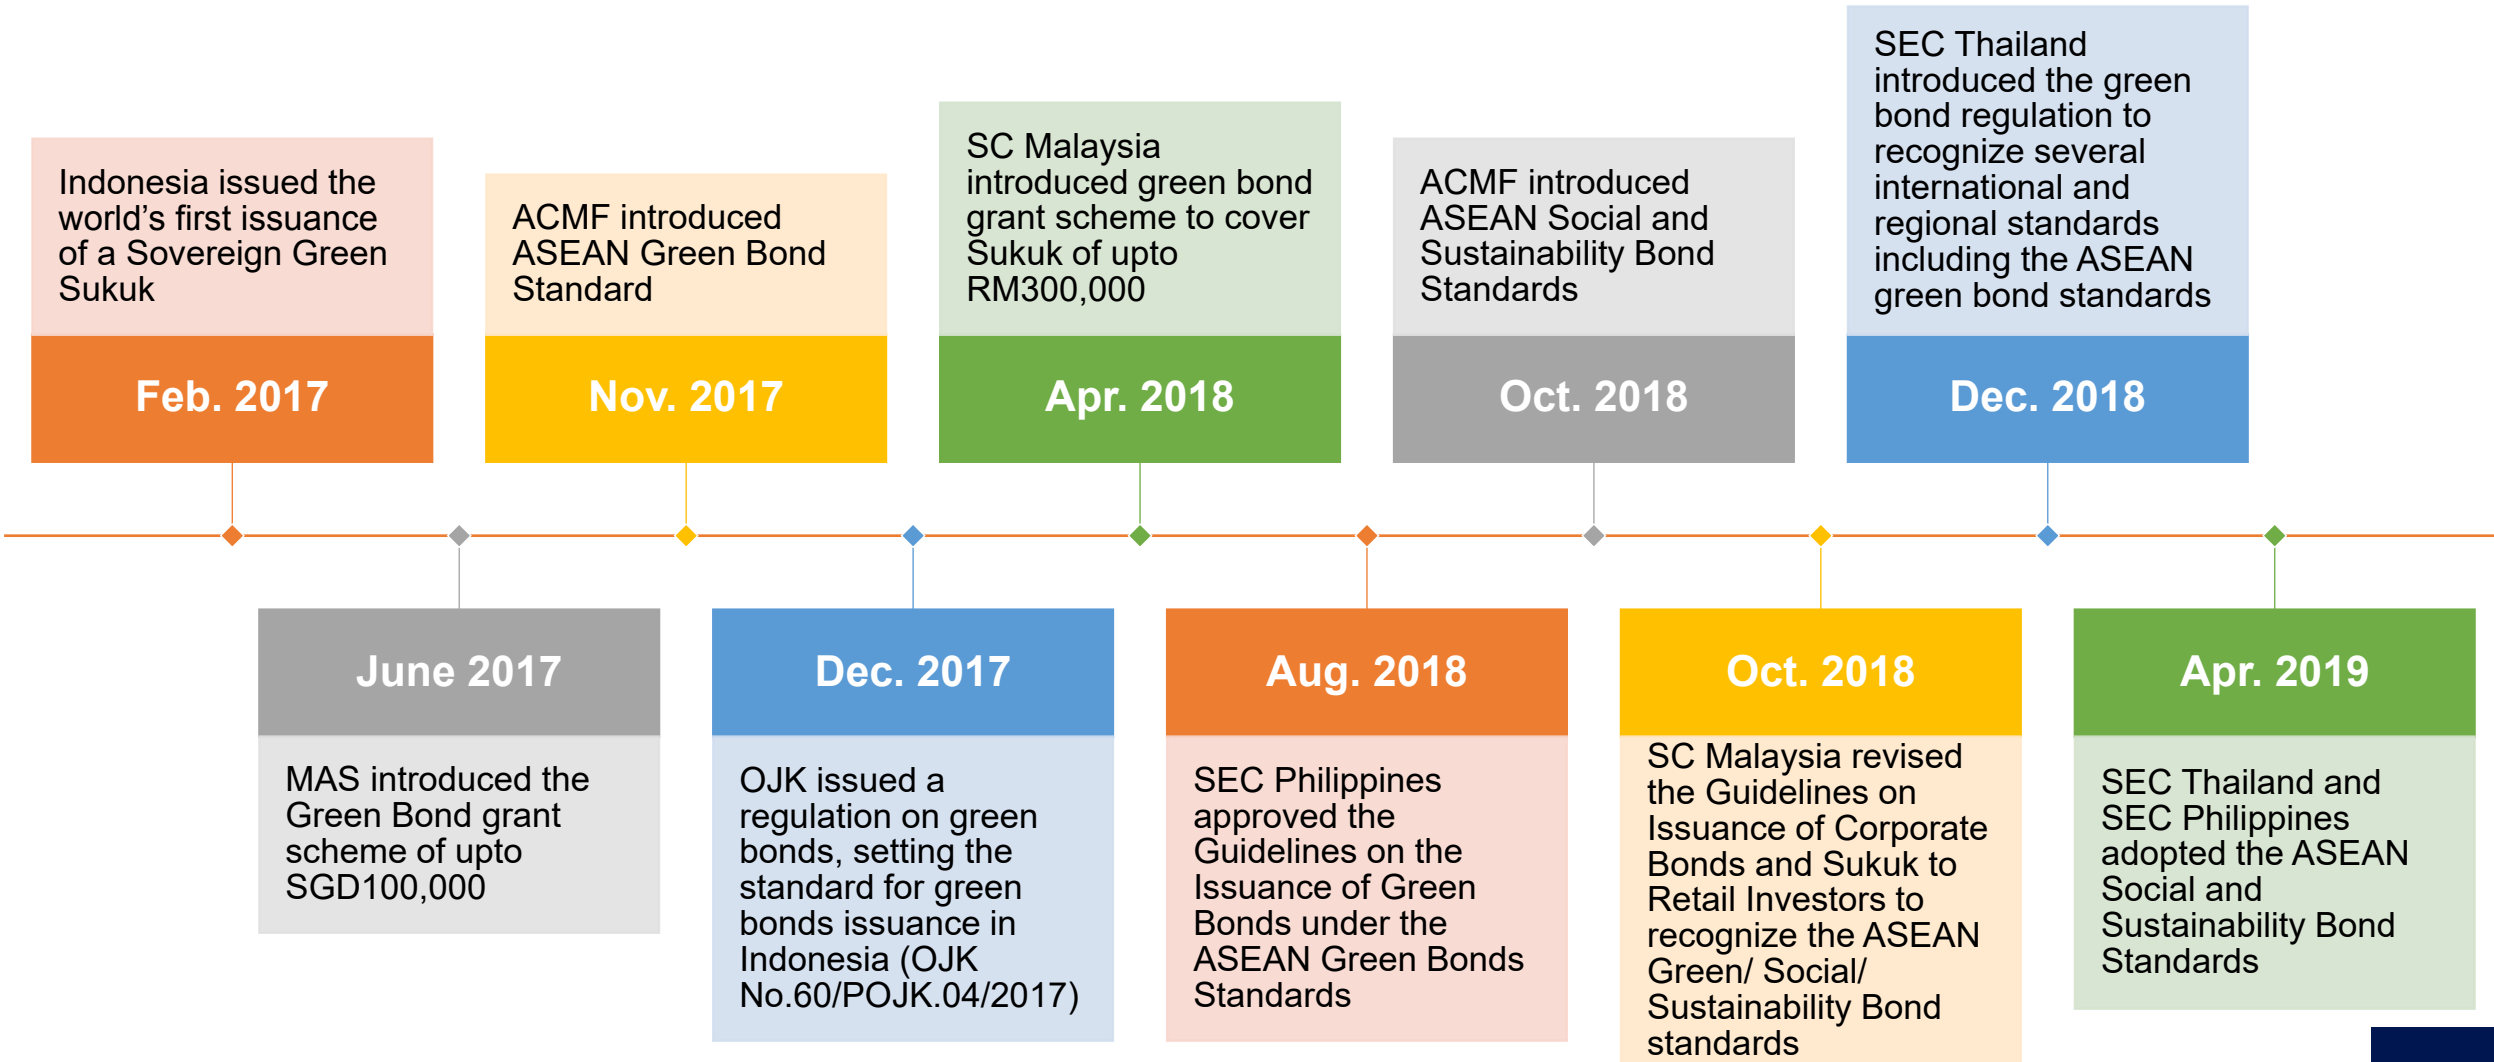 Indonesia issued the
world’s first issuance
of a Sovereign Green
Sukuk
Feb. 2017
June 2017
MAS introduced the
Green Bond grant
scheme of upto
SGD100,000
ACMF introduced
ASEAN Green Bond
Standard
Nov. 2017
Dec. 2017
OJK issued a
regulation on green
bonds, setting the
standard for green
bonds issuance in
Indonesia (OJK
No.60/POJK.04/2017)
SC Malaysia
introduced green bond
grant scheme to cover
Sukuk of upto
RM300,000
Apr. 2018
Aug. 2018
SEC Philippines
approved the
Guidelines on the
Issuance of Green
Bonds under the
ASEAN Green Bonds
Standards
ACMF introduced
ASEAN Social and
Sustainability Bond
Standards
Oct. 2018
Oct. 2018
SC Malaysia revised
the Guidelines on
Issuance of Corporate
Bonds and Sukuk to
Retail Investors to
recognize the ASEAN
Green/ Social/
Sustainability Bond
standards
SEC Thailand
introduced the green
bond regulation to
recognize several
international and
regional standards
including the ASEAN
green bond standards
Dec. 2018
Apr. 2019
SEC Thailand and
SEC Philippines
adopted the ASEAN
Social and
Sustainability Bond
Standards